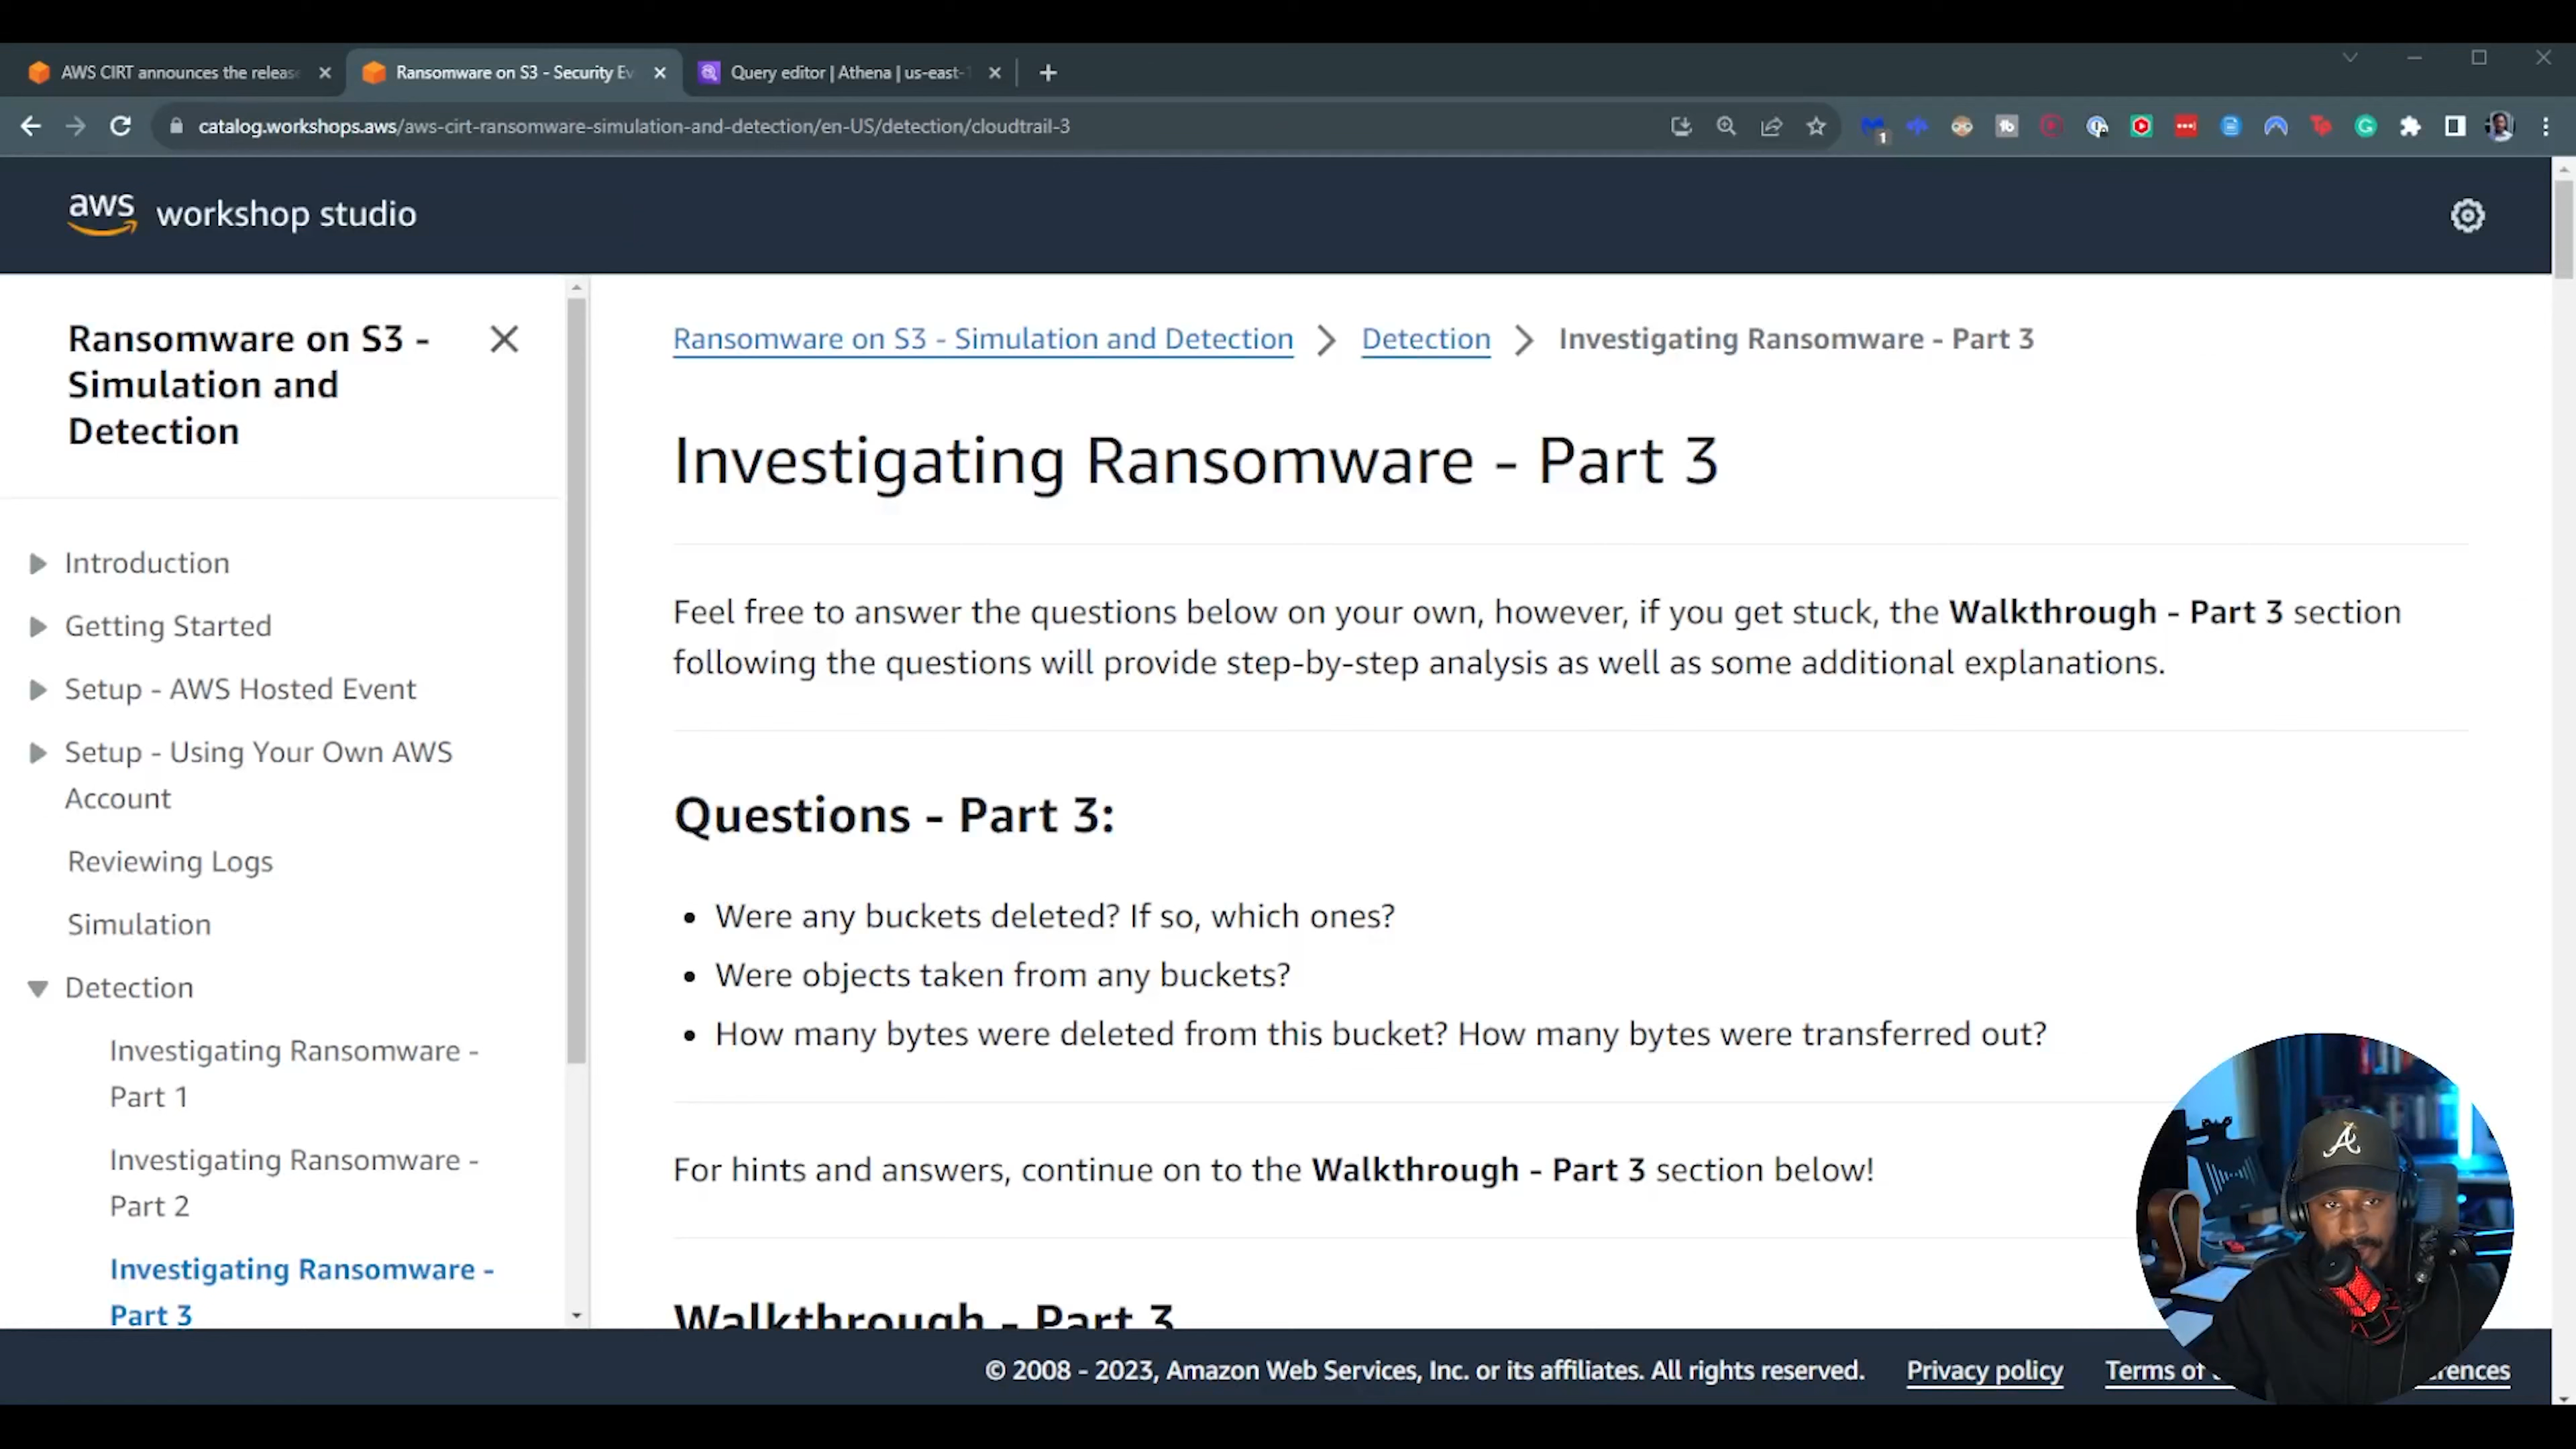 AWS CIRT announces the releas
Ransomware on S3 - Security Ev
Query editor | Athena | us-east-1
catalog.workshops.aws/aws-cirt-ransomware-simulation-and-detection/en-US/detection/cloudtrail-3
1
aws workshop studio
Ransomware on S3 -
Simulation and
Detection
Introduction
Getting Started
Setup - AWS Hosted Event
Setup - Using Your Own AWS
Account
Reviewing Logs
Simulation
Detection
Investigating Ransomware -
Part 1
Investigating Ransomware -
Part 2
Investigating Ransomware -
Part 3
Ransomware on S3 - Simulation and Detection > Detection > Investigating Ransomware - Part 3
Investigating Ransomware - Part 3
Feel free to answer the questions below on your own, however, if you get stuck, the Walkthrough - Part 3 section
following the questions will provide step-by-step analysis as well as some additional explanations.
Questions - Part 3:
• Were any buckets deleted? If so, which ones?
• Were objects taken from any buckets?
• How many bytes were deleted from this bucket? How many bytes were transferred out?
For hints and answers, continue on to the Walkthrough - Part 3 section below!
Walkthrough - Part 3
© 2008 - 2023, Amazon Web Services, Inc. or its affiliates. All rights reserved. Privacy policy Terms of